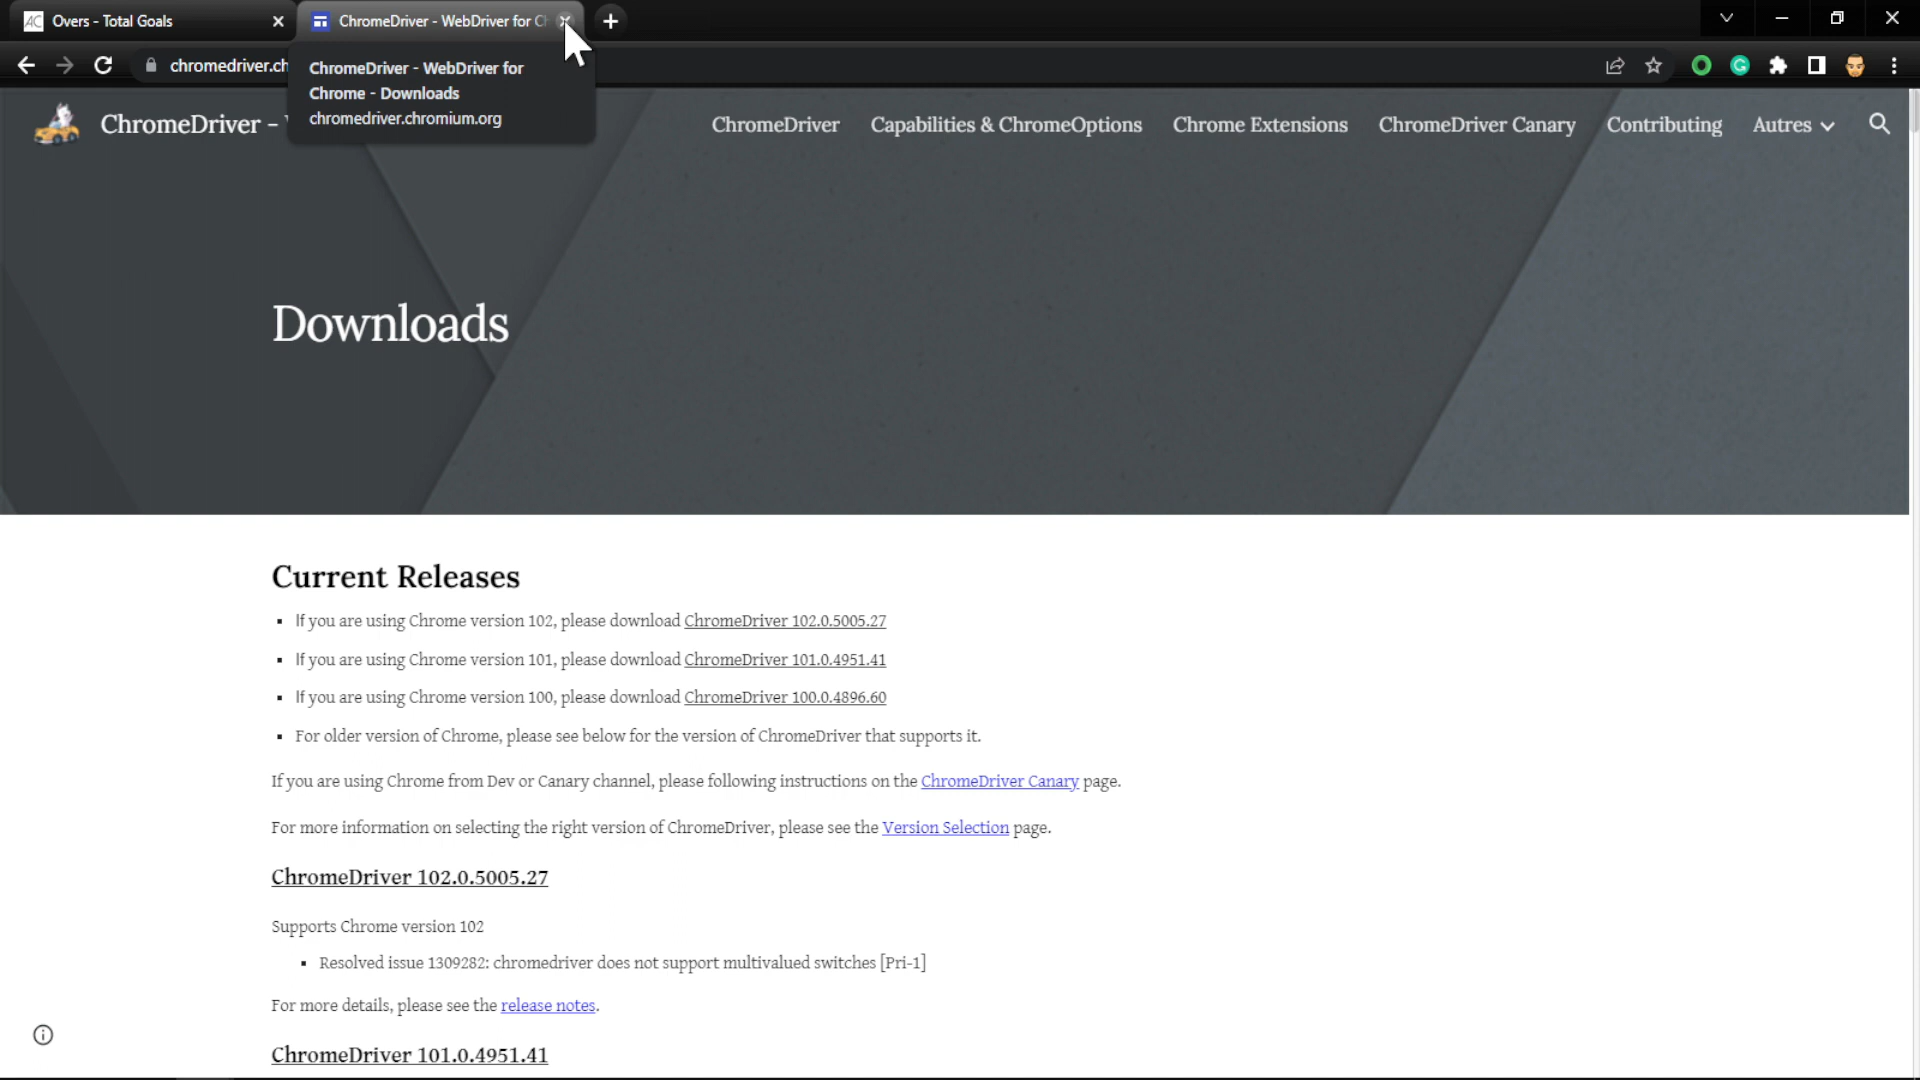 AC Overs - Total Goals
ChromeDriver - WebDriver for C
chromedriver.ch
ChromeDriver - WebDriver for
Chrome - Downloads
chromedriver.chromium.org
ChromeDriver -
ChromeDriver Capabilities & ChromeOptions Chrome Extensions ChromeDriver Canary Contributing Autres
Downloads
Current Releases
If you are using Chrome version 102, please download ChromeDriver 102.0.5005.27
If you are using Chrome version 101, please download ChromeDriver 101.0.4951.41
If you are using Chrome version 100, please download ChromeDriver 100.0.4896.60
For older version of Chrome, please see below for the version of ChromeDriver that supports it.
If you are using Chrome from Dev or Canary channel, please following instructions on the ChromeDriver Canary page.
For more information on selecting the right version of ChromeDriver, please see the Version Selection page.
ChromeDriver 102.0.5005.27
Supports Chrome version 102
Resolved issue 1309282: chromedriver does not support multivalued switches [Pri-1]
For more details, please see the release notes.
ChromeDriver 101.0.4951.41